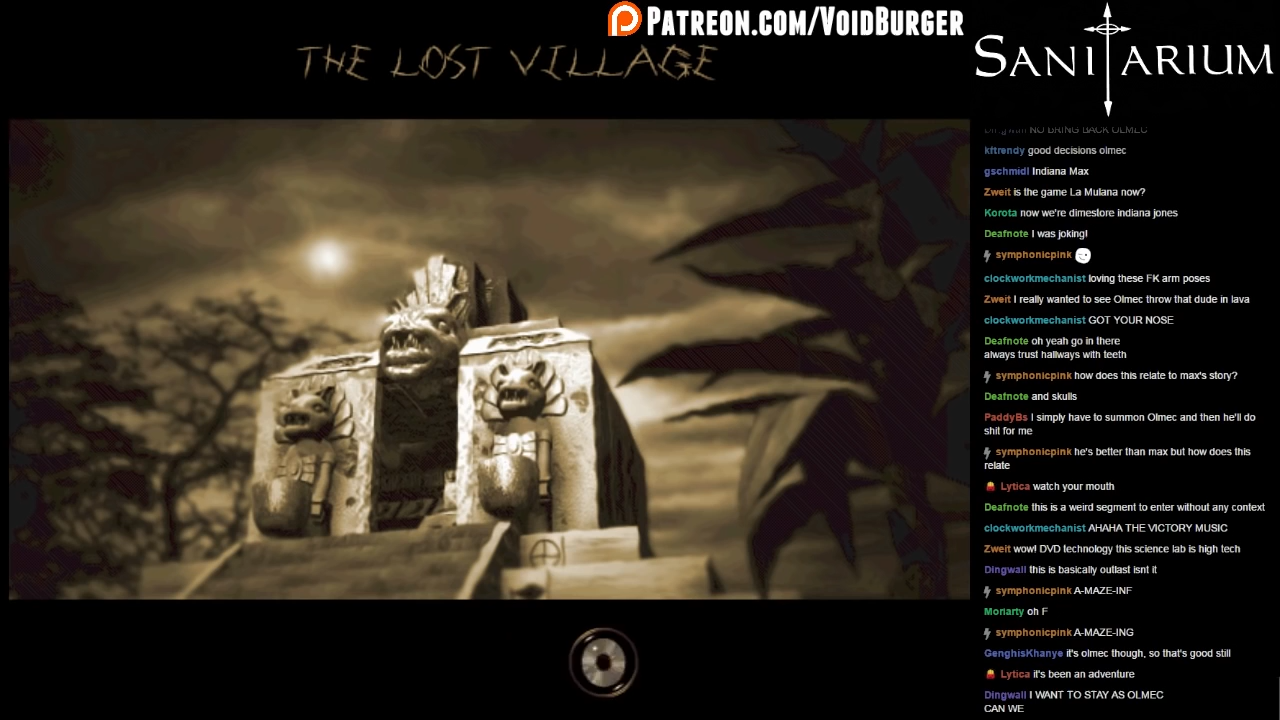 PATREON.COM/VOIDBURGER
SANITARIUM
THE LOST VILLAGE
NO BRING BACK OLMEC
kftrendy good decisions olmec
gschmidl Indiana Max
Zweit is the game La Mulana now?
Korota now we're dimestore indiana jones
Deafnote I was joking!
symphonicpink
clockworkmechanist loving these FK arm poses
Zweit I really wanted to see Olmec throw that dude in lava
clockworkmechanist GOT YOUR NOSE
Deafnote oh yeah go in there
always trust hallways with teeth
symphonicpink how does this relate to max's story?
Deafnote and skulls
PaddyBs I simply have to summon Olmec and then he'll do
shit for me
symphonicpink he's better than max but how does this
relate
Lytica watch your mouth
Deafnote this is a weird segment to enter without any context
clockworkmechanist AHAHA THE VICTORY MUSIC
Zweit wow! DVD technology this science lab is high tech
Dingwall this is basically outlast isnt it
symphonicpink A-MAZE-INF
Moriarty oh F
symphonicpink A-MAZE-ING
GenghisKhanye it's olmec though, so that's good still
Lytica it's been an adventure
Dingwall I WANT TO STAY AS OLMEC
CAN WE